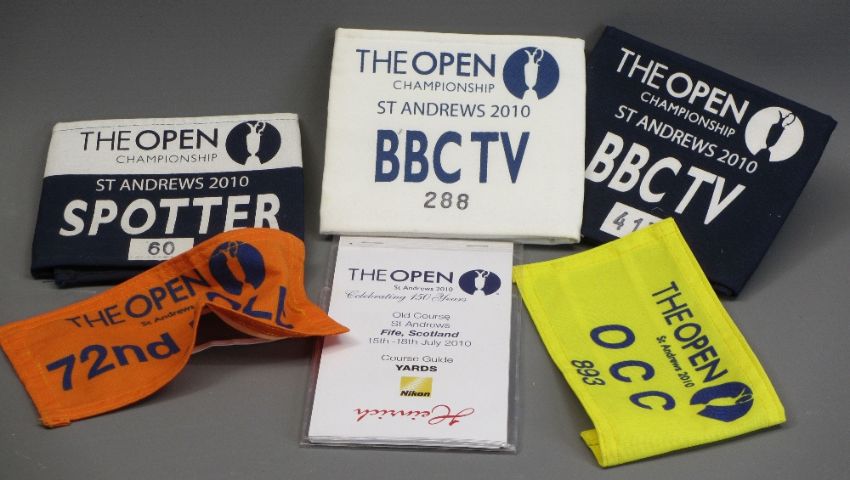 THE OPEN
CHAMPIONSHIP
ST ANDREWS 2010
SPOTTER
60
THE OPEN
CHAMPIONSHIP
ST ANDREWS 2010
BBC TV
288
THE OPEN
CHAMPIONSHIP
ST ANDREWS 2010
BBC TV
THE OPEN
St Andrews 2010
72nd
THE OPEN
St Andrews 2010
Celebrating 150 Years
Old Course
St Andrews
Fife, Scotland
15th -18th July 2010
Course Guide
YARDS
Nikon
Heinrich
THE OPEN
St Andrews 2010
OCC
893